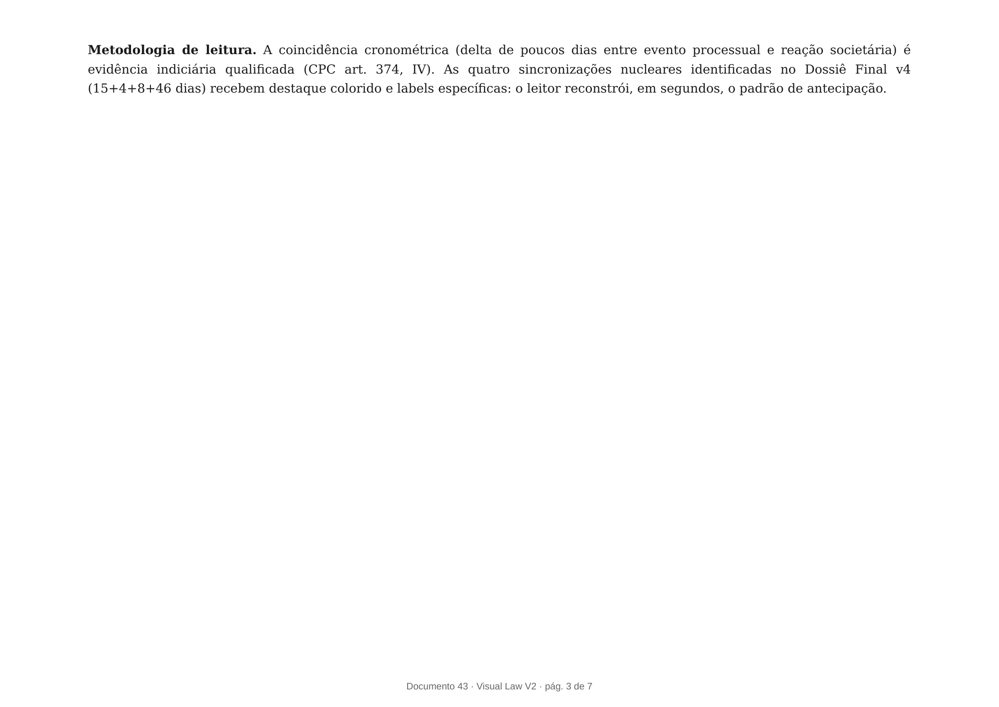 Metodologia de leitura. A coincidência cronométrica (delta de poucos dias entre evento processual e reação societária) é
evidência indiciária qualificada (CPC art. 374, IV). As quatro sincronizações nucleares identificadas no Dossiê Final v4
(15+4+8+46 dias) recebem destaque colorido e labels específicas: o leitor reconstrói, em segundos, o padrão de antecipação.
Documento 43 · Visual Law V2 · pág. 3 de 7